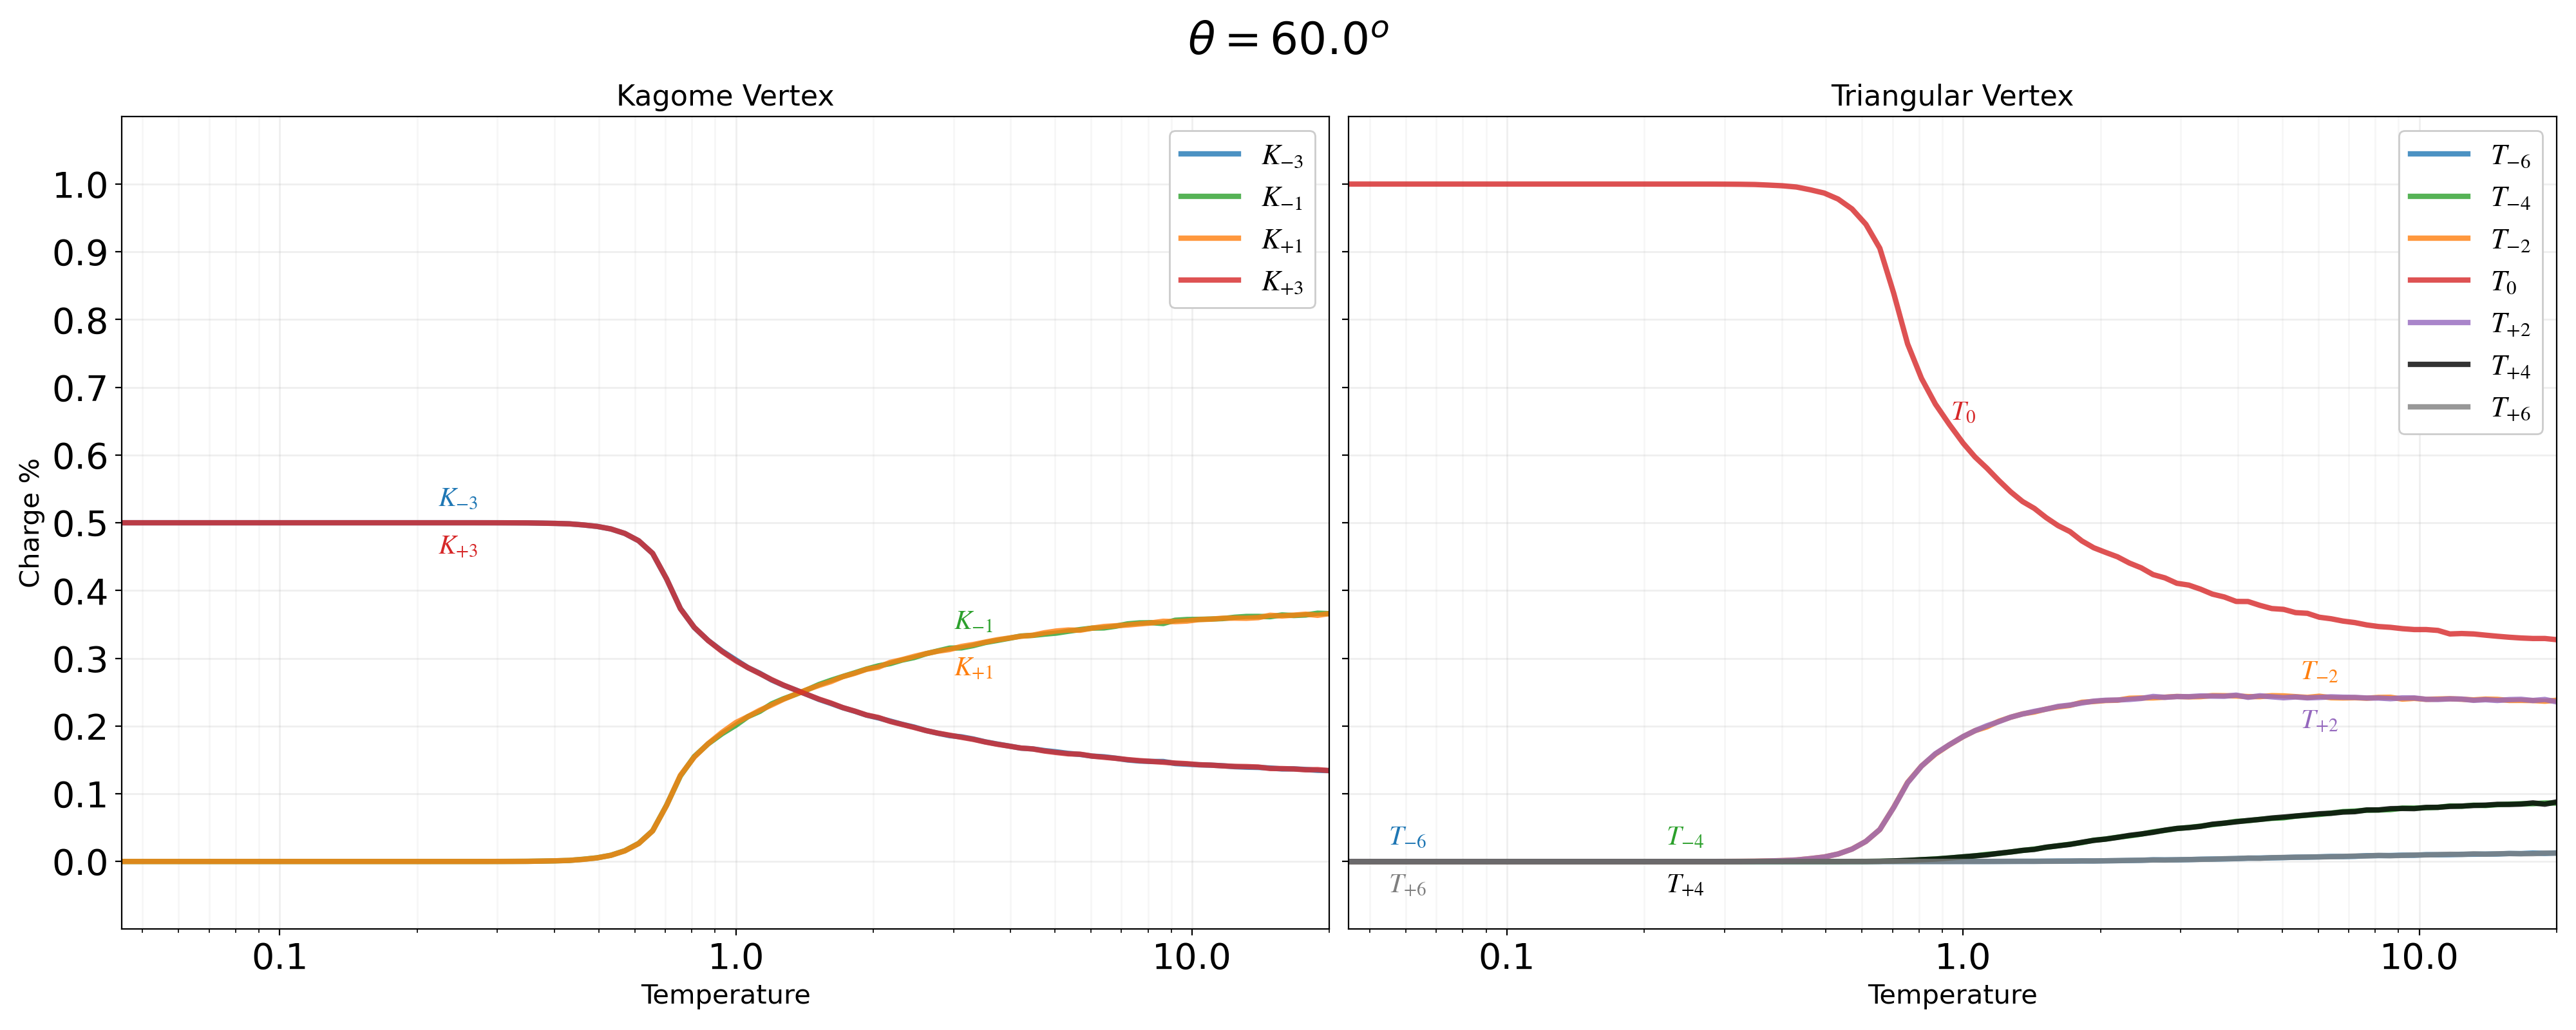 θ = 60.0°
Kagome Vertex
K₋₃
K₋₁
K₊₁
K₊₃
1.0
0.9
0.8
0.7
0.6
0.5
0.4
0.3
0.2
0.1
0.0
Charge %
K₋₃
K₊₃
K₋₁
K₊₁
0.1
1.0
10.0
Temperature
Triangular Vertex
T₋₆
T₋₄
T₋₂
T₀
T₊₂
T₊₄
T₊₆
T₀
T₋₂
T₊₂
T₋₆
T₋₄
T₊₆
T₊₄
0.1
1.0
10.0
Temperature